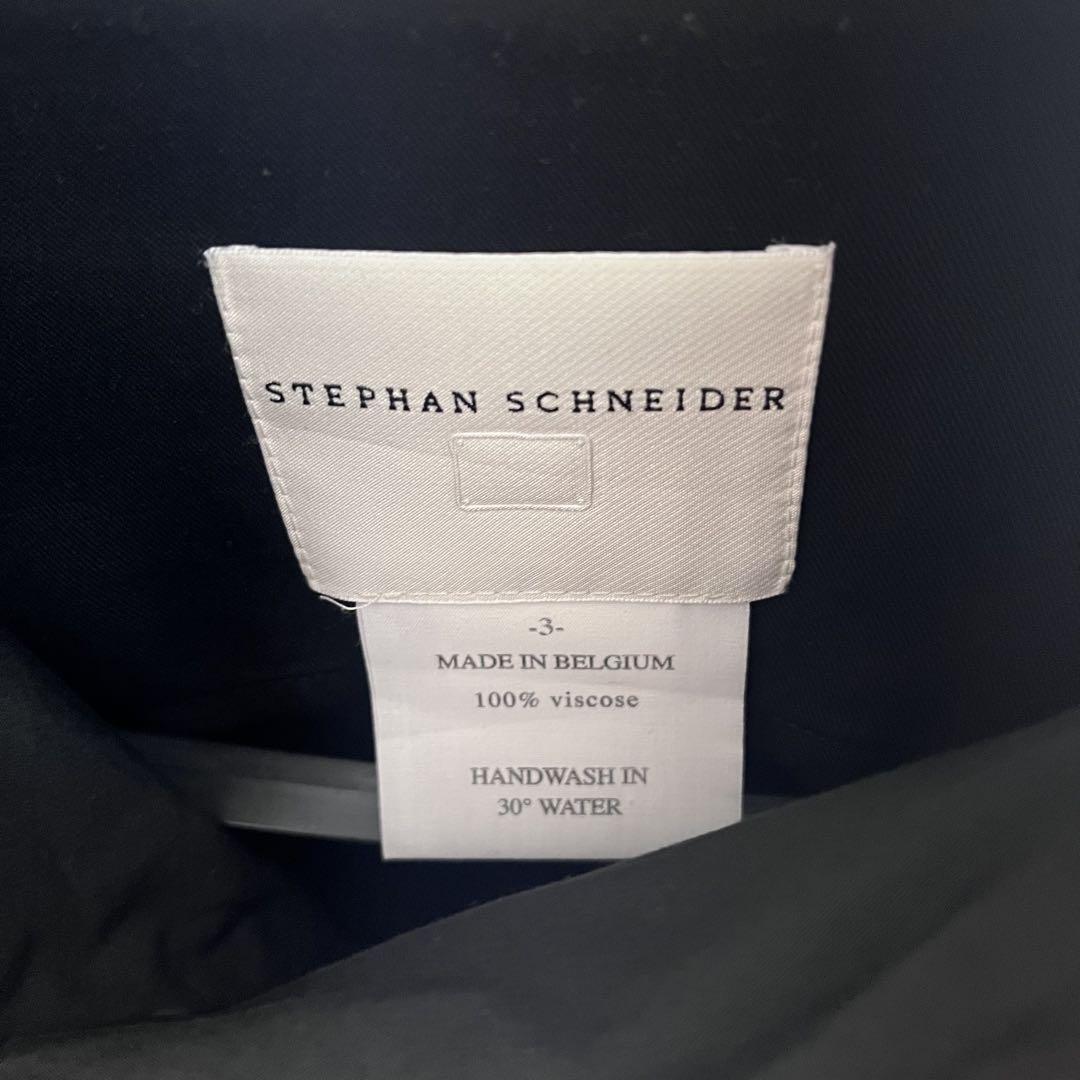 STEPHAN SCHNEIDER
-3-
MADE IN BELGIUM
100% viscose
HANDWASH IN
30° WATER